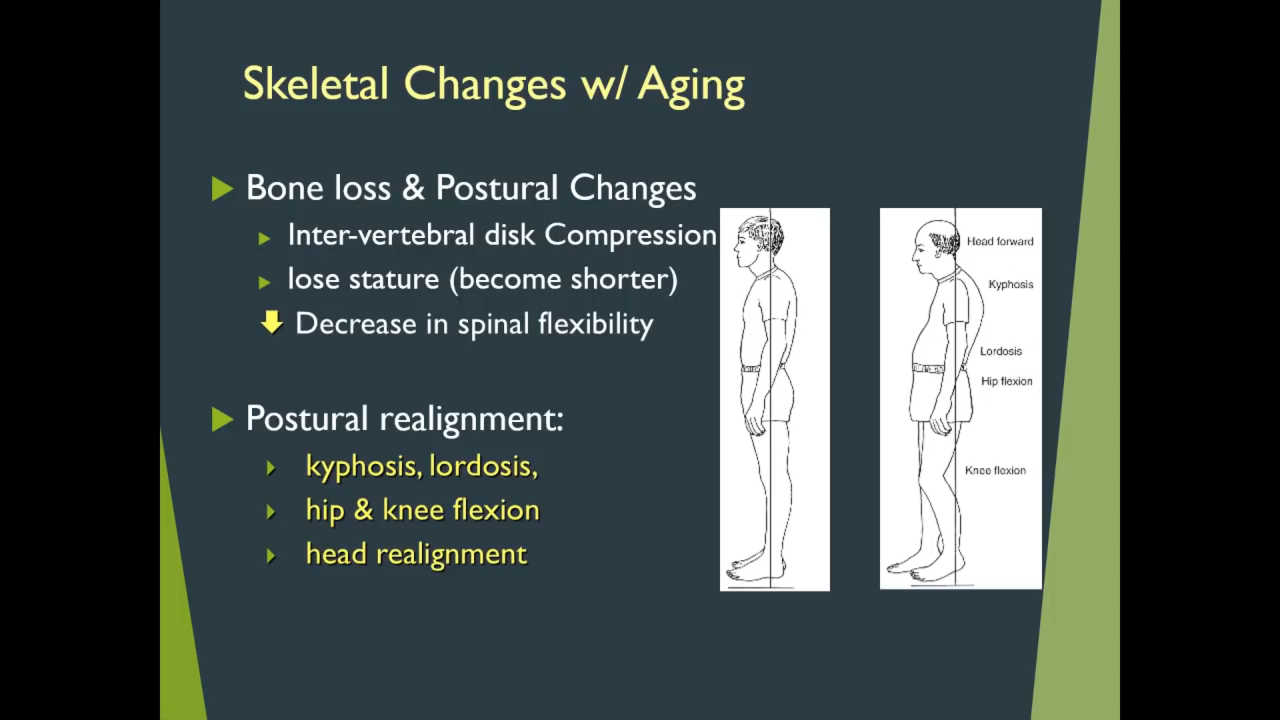 Skeletal Changes w/ Aging
Bone loss & Postural Changes
Inter-vertebral disk Compression
lose stature (become shorter)
Decrease in spinal flexibility
Postural realignment:
kyphosis, lordosis,
hip & knee flexion
head realignment
Head forward
Kyphosis
Lordosis
Hip flexion
Knee flexion